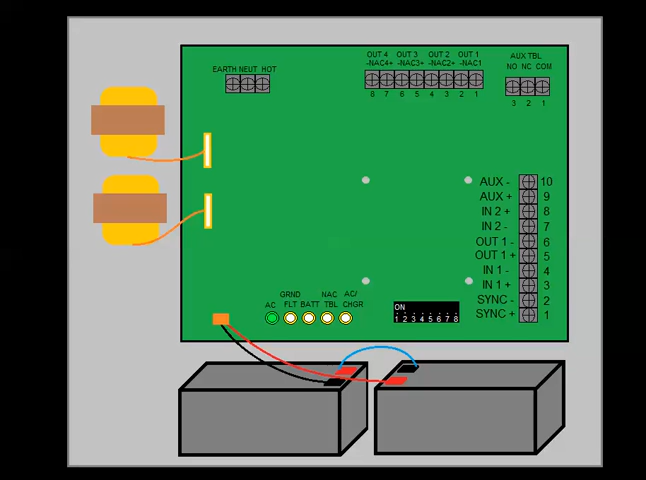 OUT 4 OUT 3 OUT 2 OUT 1
-NAC4+ -NAC3+ -NAC2+ -NAC1
8 7 6 5 4 3 2 1
AUX TBL
NO NC COM
3 2 1
EARTH NEUT HOT
AUX - 10
AUX + 9
IN 2 + 8
IN 2 - 7
OUT 1 - 6
OUT 1 + 5
IN 1 - 4
IN 1 + 3
SYNC - 2
SYNC + 1
GRND NAC AC/
AC FLT BATT TBL CHGR
ON
1 2 3 4 5 6 7 8